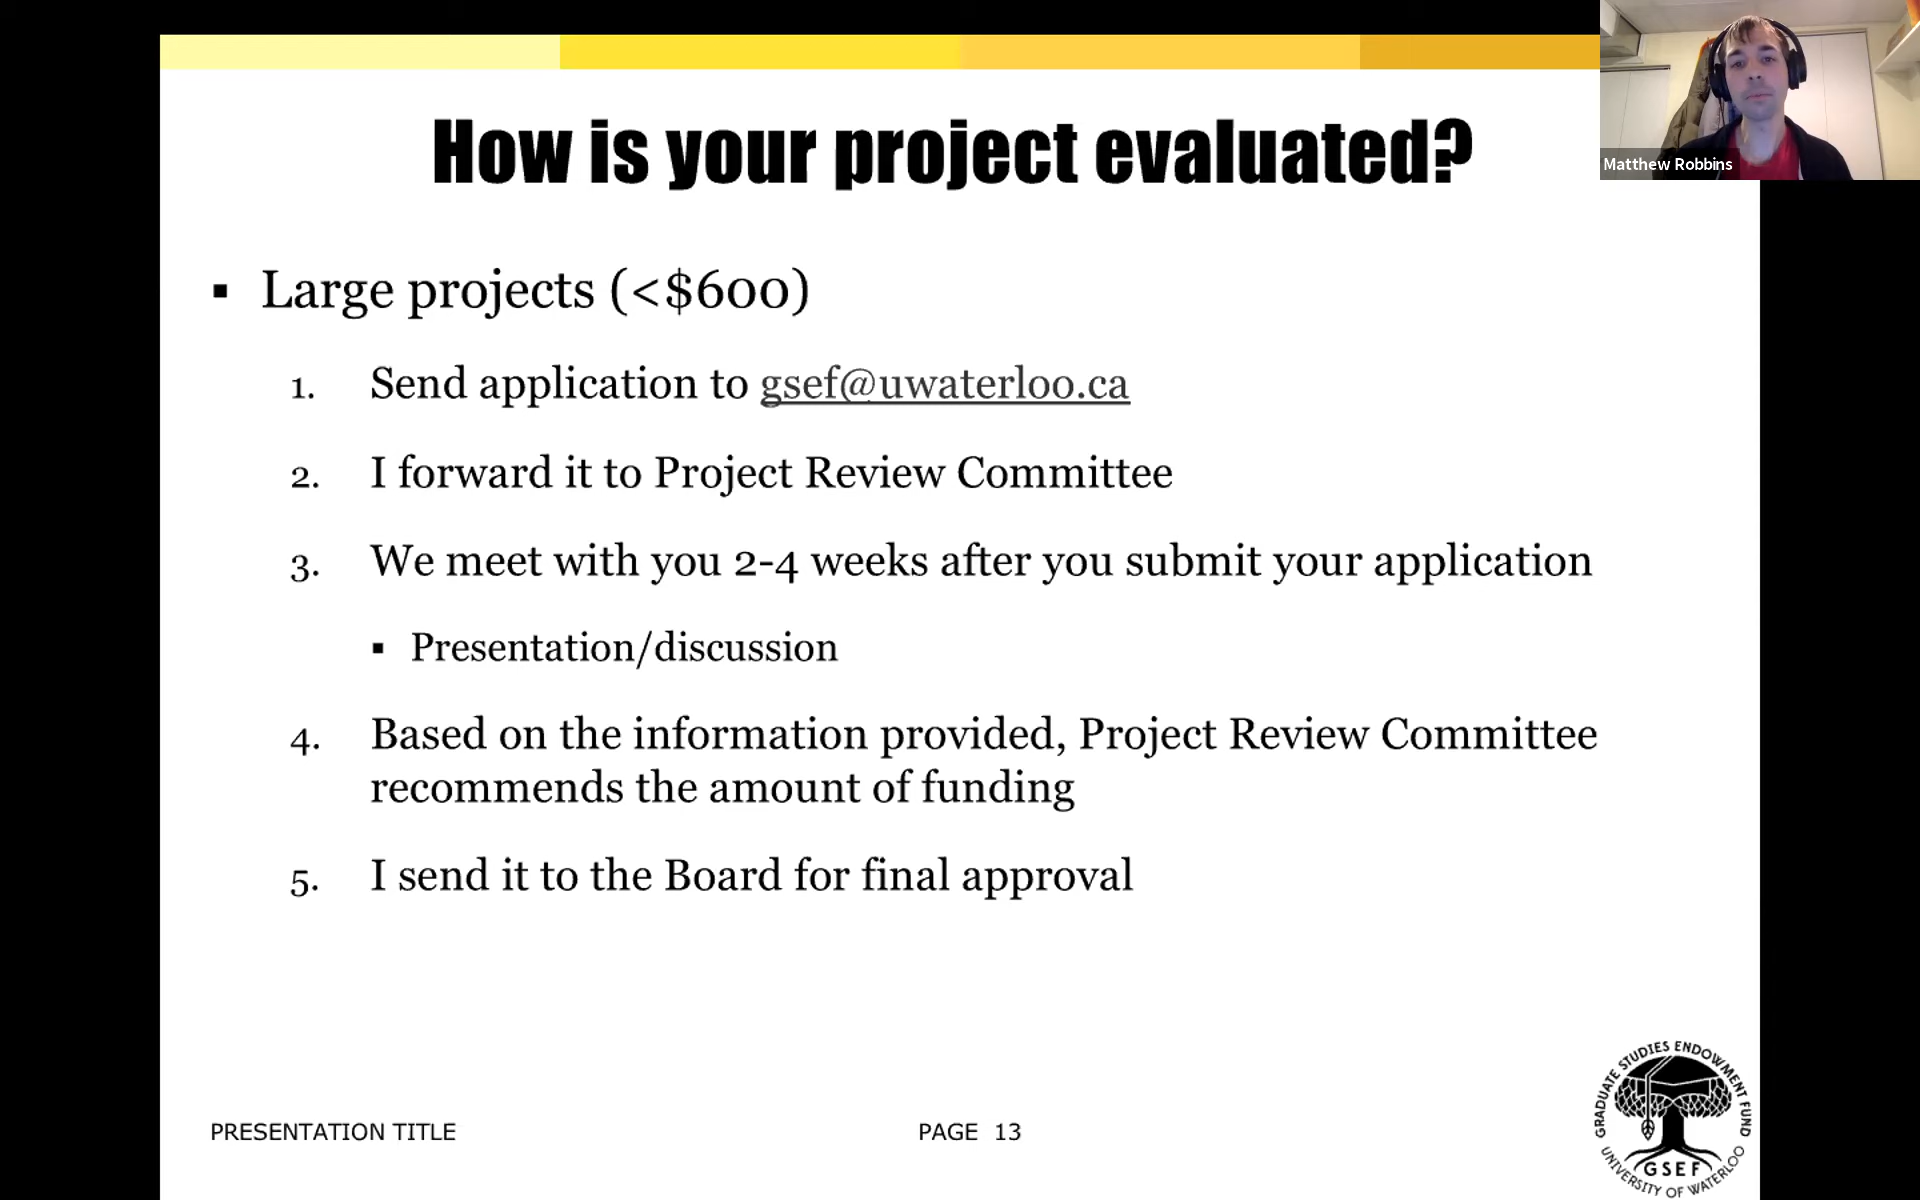 How is your project evaluated?
Matthew Robbins
▪ Large projects (<$600)
1. Send application to gsef@uwaterloo.ca
2. I forward it to Project Review Committee
3. We meet with you 2-4 weeks after you submit your application
▪ Presentation/discussion
4. Based on the information provided, Project Review Committee
recommends the amount of funding
5. I send it to the Board for final approval
PRESENTATION TITLE
PAGE 13
GRADUATE STUDIES ENDOWMENT FUND
GSEF
UNIVERSITY OF WATERLOO